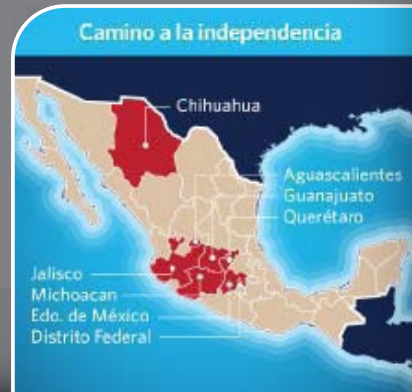 Camino a la independencia
Chihuahua
Aguascalientes
Guanajuato
Querétaro
Jalisco
Michoacan
Edo. de México
Distrito Federal